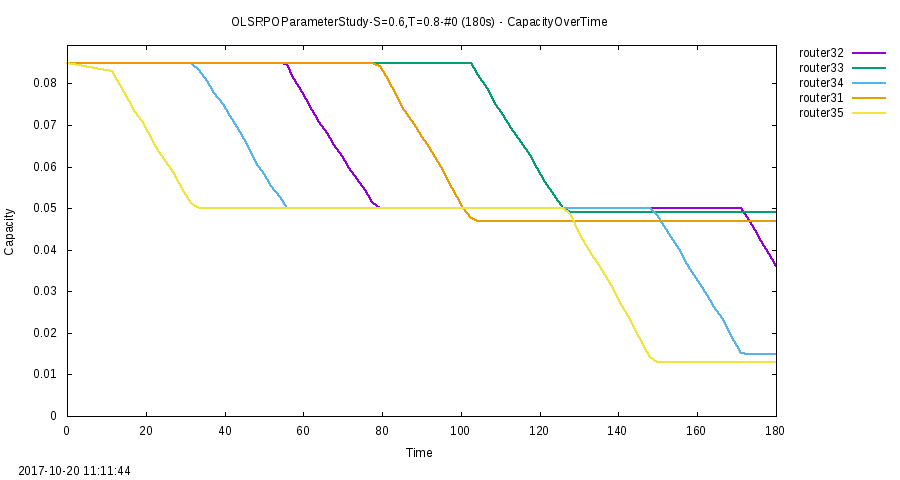 OLSRPOParameterStudy-S=0.6,T=0.8-#0 (180s) - CapacityOverTime
router32
router33
router34
router31
router35
0.08
0.07
0.06
0.05
0.04
0.03
0.02
0.01
0
Capacity
0 20 40 60 80 100 120 140 160 180
Time
2017-10-20 11:11:44